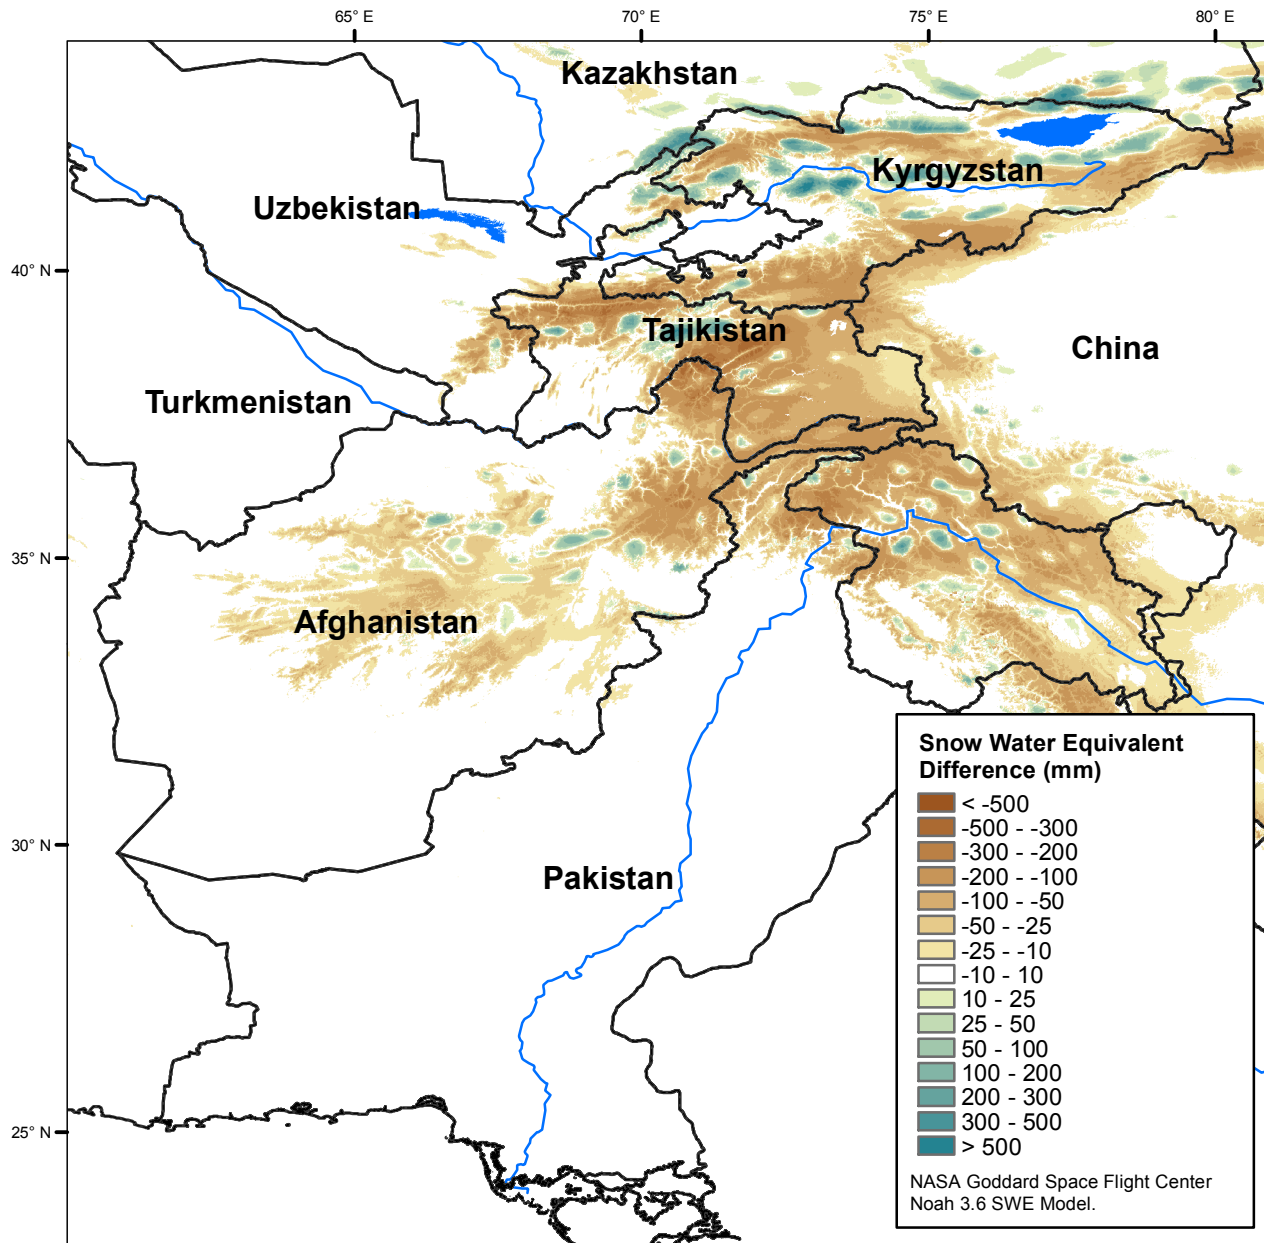 65° E
70° E
75° E
80° E
Kazakhstan
Kyrgyzstan
Uzbekistan
40° N
Tajikistan
China
Turkmenistan
35° N
Afghanistan
Snow Water Equivalent
Difference (mm)
< -500
-500 - -300
-300 - -200
-200 - -100
-100 - -50
-50 - -25
-25 - -10
-10 - 10
10 - 25
25 - 50
50 - 100
100 - 200
200 - 300
300 - 500
> 500
30° N
Pakistan
25° N
NASA Goddard Space Flight Center
Noah 3.6 SWE Model.